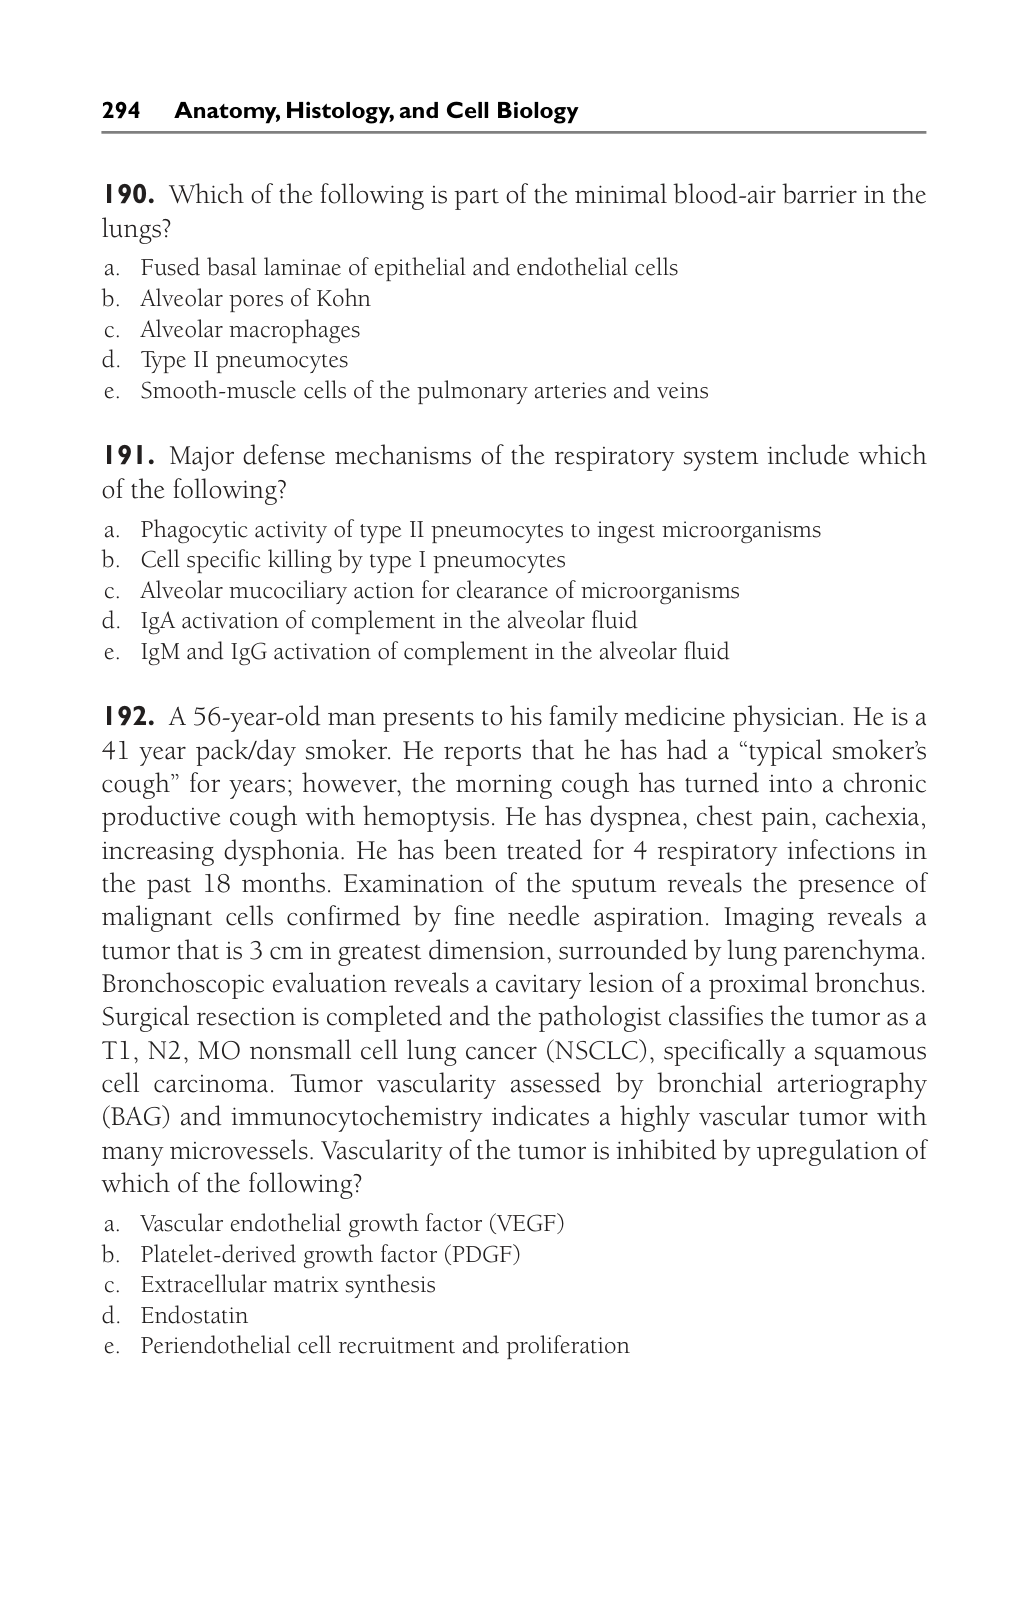 294 Anatomy, Histology, and Cell Biology
190. Which of the following is part of the minimal blood-air barrier in the
lungs?
a. Fused basal laminae of epithelial and endothelial cells
b. Alveolar pores of Kohn
c. Alveolar macrophages
d. Type II pneumocytes
e. Smooth-muscle cells of the pulmonary arteries and veins
191. Major defense mechanisms of the respiratory system include which
of the following?
a. Phagocytic activity of type II pneumocytes to ingest microorganisms
b. Cell specific killing by type I pneumocytes
c. Alveolar mucociliary action for clearance of microorganisms
d. IgA activation of complement in the alveolar fluid
e. IgM and IgG activation of complement in the alveolar fluid
192. A 56-year-old man presents to his family medicine physician. He is a
41 year pack/day smoker. He reports that he has had a “typical smoker’s
cough” for years; however, the morning cough has turned into a chronic
productive cough with hemoptysis. He has dyspnea, chest pain, cachexia,
increasing dysphonia. He has been treated for 4 respiratory infections in
the past 18 months. Examination of the sputum reveals the presence of
malignant cells confirmed by fine needle aspiration. Imaging reveals a
tumor that is 3 cm in greatest dimension, surrounded by lung parenchyma.
Bronchoscopic evaluation reveals a cavitary lesion of a proximal bronchus.
Surgical resection is completed and the pathologist classifies the tumor as a
T1, N2, MO nonsmall cell lung cancer (NSCLC), specifically a squamous
cell carcinoma. Tumor vascularity assessed by bronchial arteriography
(BAG) and immunocytochemistry indicates a highly vascular tumor with
many microvessels. Vascularity of the tumor is inhibited by upregulation of
which of the following?
a. Vascular endothelial growth factor (VEGF)
b. Platelet-derived growth factor (PDGF)
c. Extracellular matrix synthesis
d. Endostatin
e. Periendothelial cell recruitment and proliferation